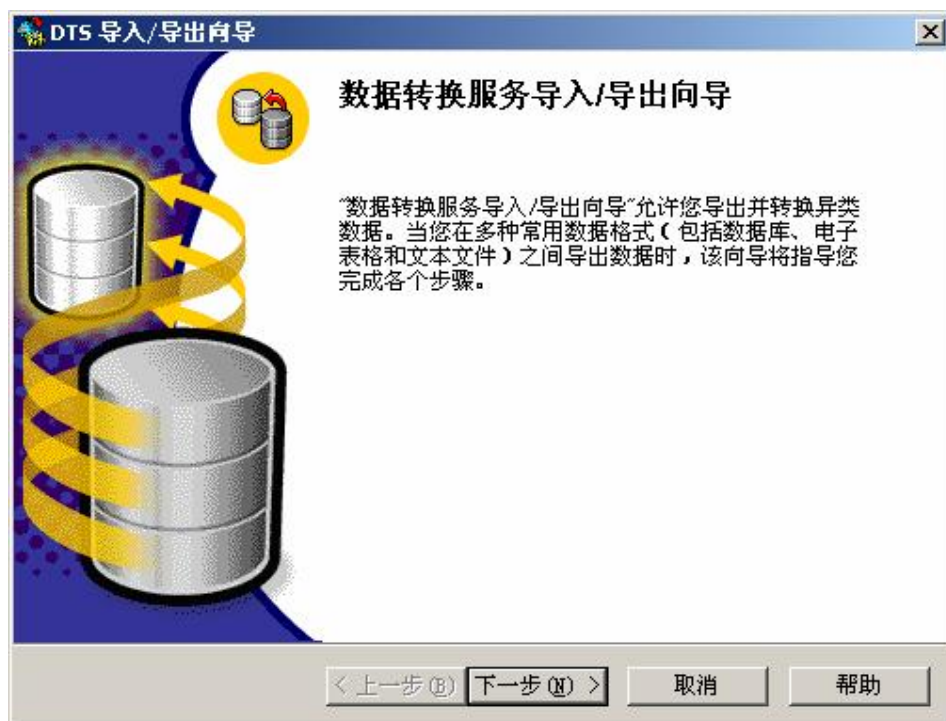 DTS 导入/导出向导
数据转换服务导入/导出向导
"数据转换服务导入/导出向导"允许您导出并转换异类
数据。当您在多种常用数据格式(包括数据库、电子
表格和文本文件)之间导出数据时,该向导将指导您
完成各个步骤。
< 上一步(B) 下一步(N) > 取消 帮助